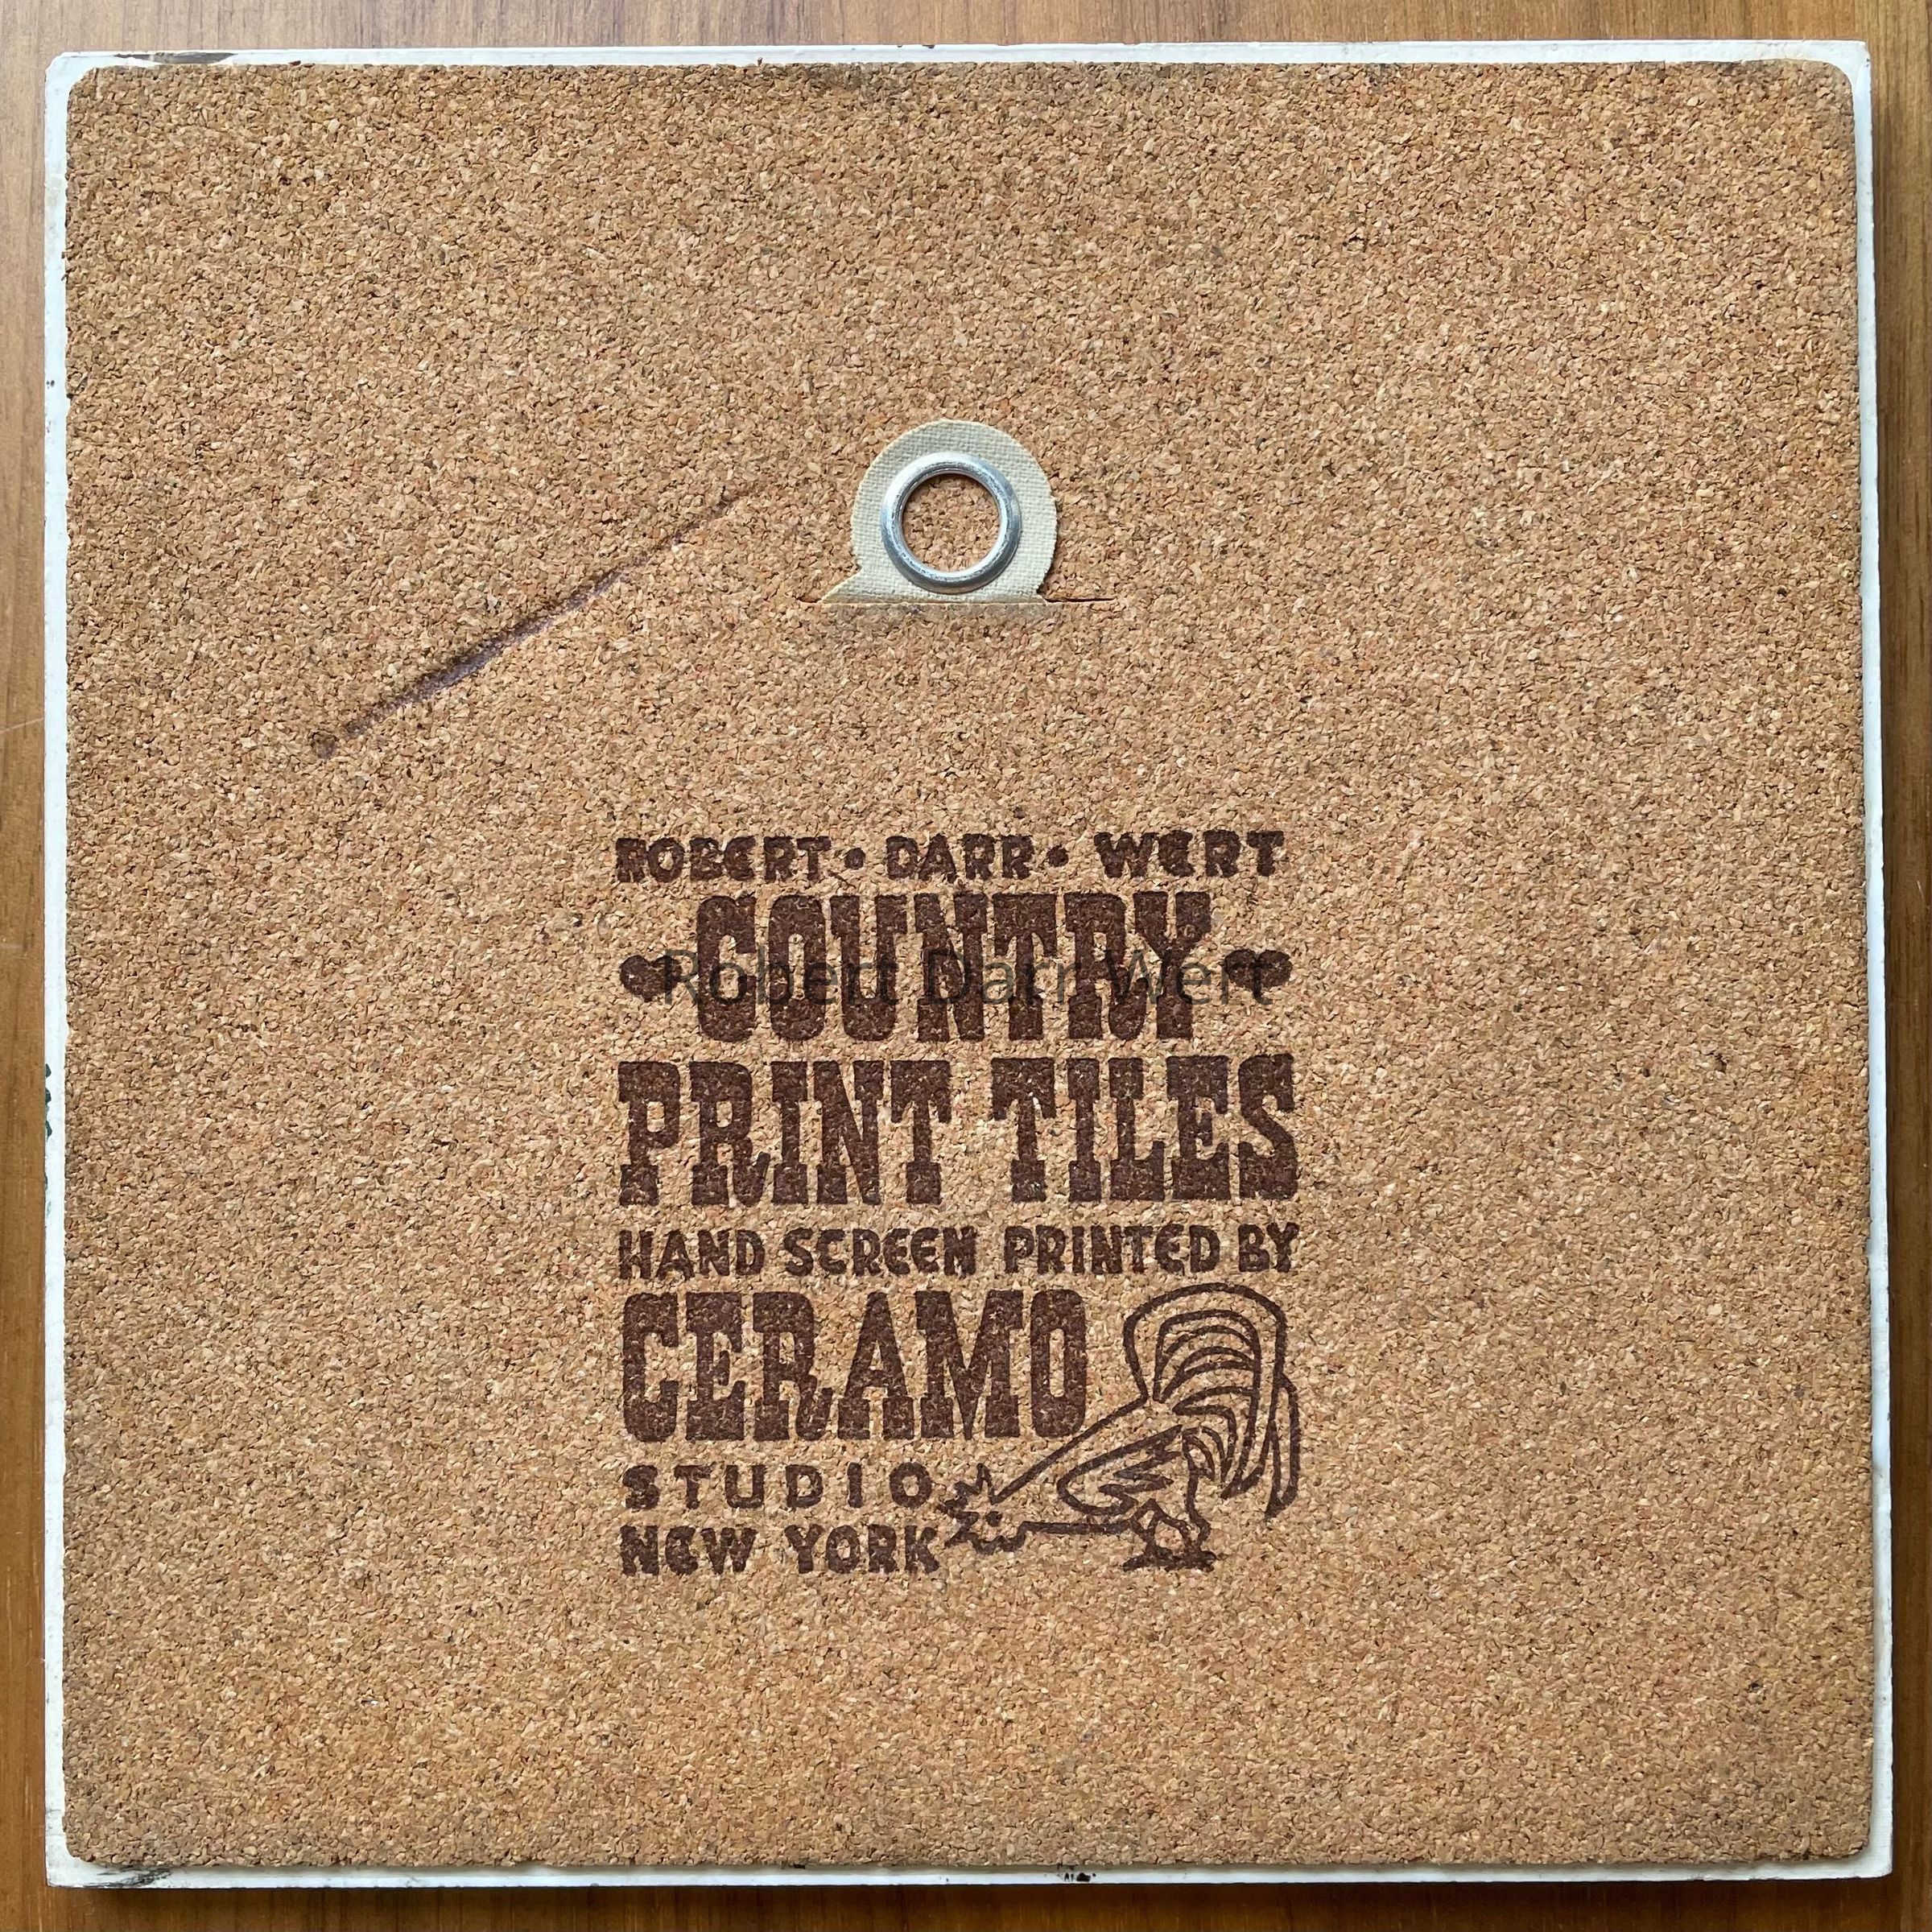 ROBERT • DARR • WERT
COUNTRY
Robert Darr Wert
PRINT TILES
HAND SCREEN PRINTED BY
CERAMO
STUDIO
NEW YORK